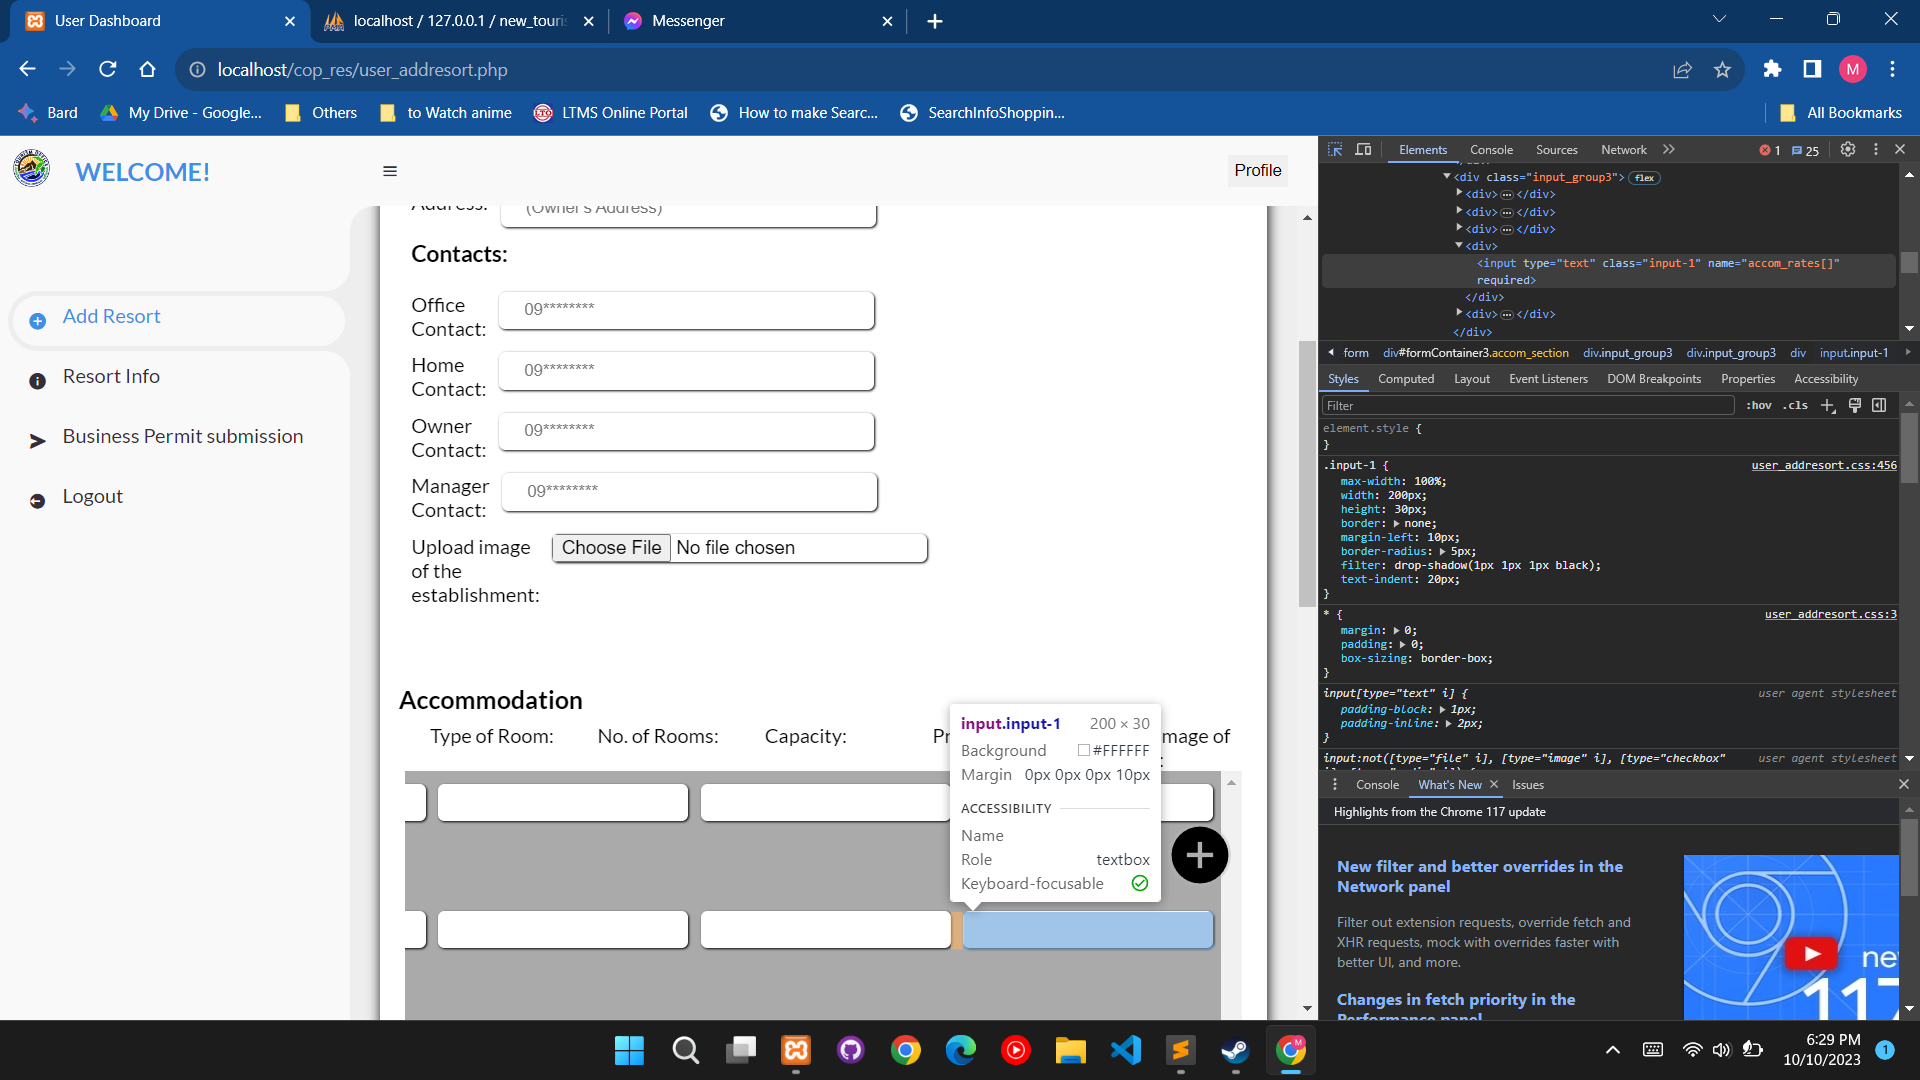 User Dashboard
localhost / 127.0.0.1 / new_touris
Messenger
localhost/cop_res/user_addresort.php
M
Bard
My Drive - Google...
Others
to Watch anime
LTMS Online Portal
How to make Searc...
SearchInfoShoppin...
All Bookmarks
WELCOME!
Profile
Add Resort
Resort Info
Business Permit submission
Logout
Address:
(Owner's Address)
Contacts:
Office
Contact:
09********
Home
Contact:
09********
Owner
Contact:
09********
Manager
Contact:
09********
Upload image
of the
establishment:
Choose File No file chosen
Accommodation
Type of Room:
No. of Rooms:
Capacity:
Pr
mage of
:
input.input-1 200 × 30
Background #FFFFFF
Margin 0px 0px 0px 10px
ACCESSIBILITY
Name
Role textbox
Keyboard-focusable
Elements Console Sources Network
1 25
<div class="input_group3"> flex
<div> ... </div>
<div> ... </div>
<div> ... </div>
<div>
<input type="text" class="input-1" name="accom_rates[]"
required>
</div>
<div> ... </div>
</div>
form div#formContainer3.accom_section div.input_group3 div.input_group3 div input.input-1
Styles Computed Layout Event Listeners DOM Breakpoints Properties Accessibility
Filter :hov .cls
element.style {
}
.input-1 { user_addresort.css:456
max-width: 100%;
width: 200px;
height: 30px;
border: none;
margin-left: 10px;
border-radius: 5px;
filter: drop-shadow(1px 1px 1px black);
text-indent: 20px;
}
* { user_addresort.css:3
margin: 0;
padding: 0;
box-sizing: border-box;
}
input[type="text" i] { user agent stylesheet
padding-block: 1px;
padding-inline: 2px;
}
input:not([type="file" i], [type="image" i], [type="checkbox" user agent stylesheet
Console What's New Issues
Highlights from the Chrome 117 update
New filter and better overrides in the
Network panel
Filter out extension requests, override fetch and
XHR requests, mock with overrides faster with
better UI, and more.
Changes in fetch priority in the
Performance panel
ne
117
6:29 PM
10/10/2023
1